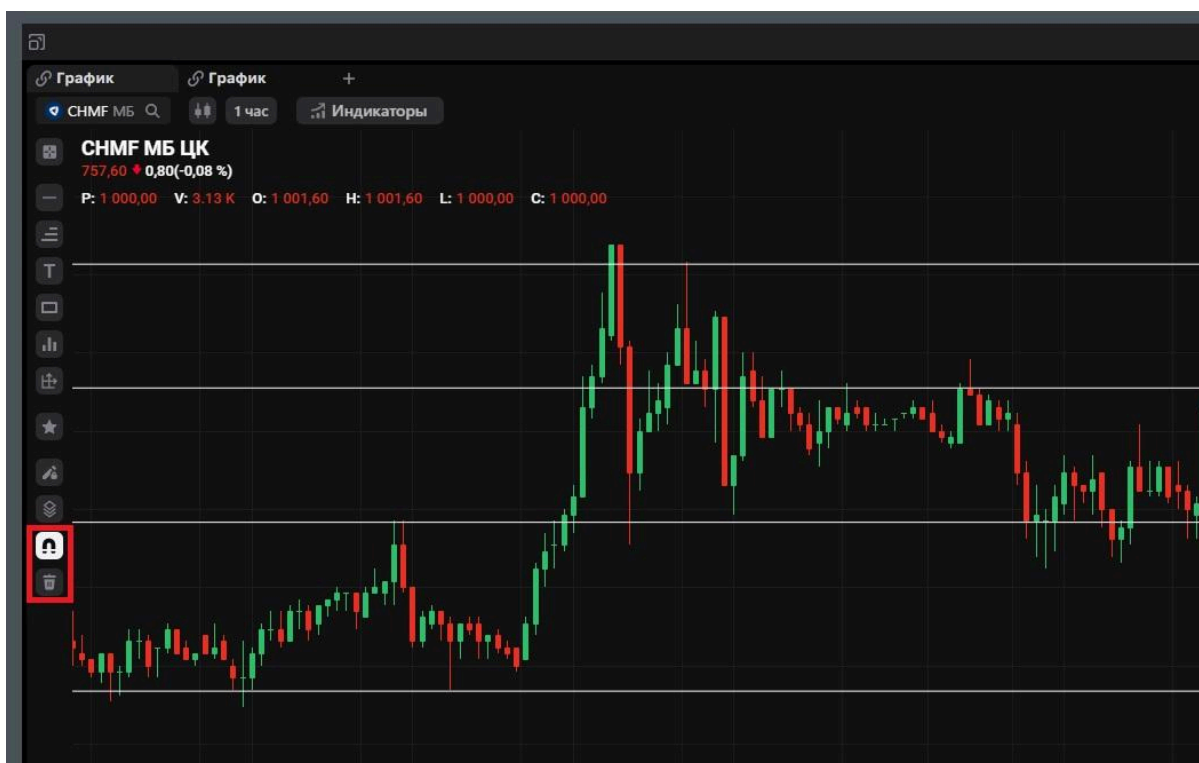 График График +
CHMF МБ 1 час Индикаторы
CHMF МБ ЦК
757,60 0,80(-0,08 %)
P: 1 000,00 V: 3.13 K O: 1 001,60 H: 1 001,60 L: 1 000,00 C: 1 000,00
T